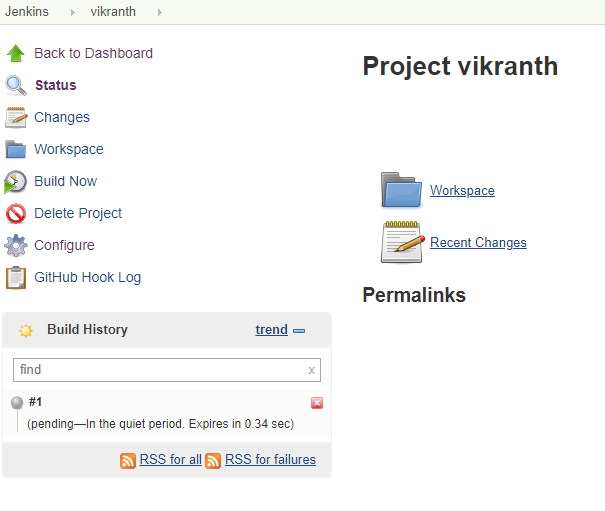 Jenkins vikranth
Back to Dashboard
Status
Changes
Workspace
Build Now
Delete Project
Configure
GitHub Hook Log
Build History trend
find x
#1
(pending—In the quiet period. Expires in 0.34 sec)
RSS for all RSS for failures
Project vikranth
Workspace
Recent Changes
Permalinks